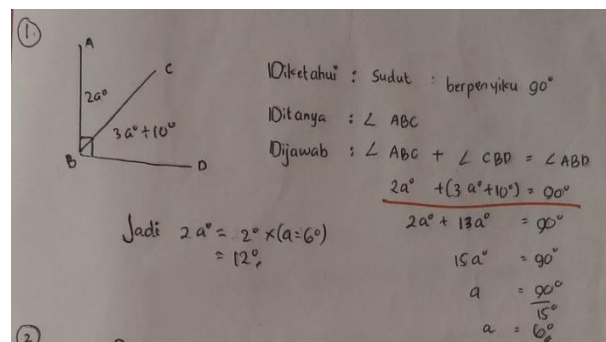 1.
A
C
2a°
3a°+10°
B
D
Diketahui : Sudut : berpenyiku 90°
Ditanya : ∠ ABC
Dijawab : ∠ ABC + ∠ CBD = ∠ ABD
2a° + (3a°+10°) = 90°
2a° + 13a° = 90°
15a° = 90°
a = 90°
15°
a = 6°
Jadi 2a° = 2° × (a=6°)
= 12°
2